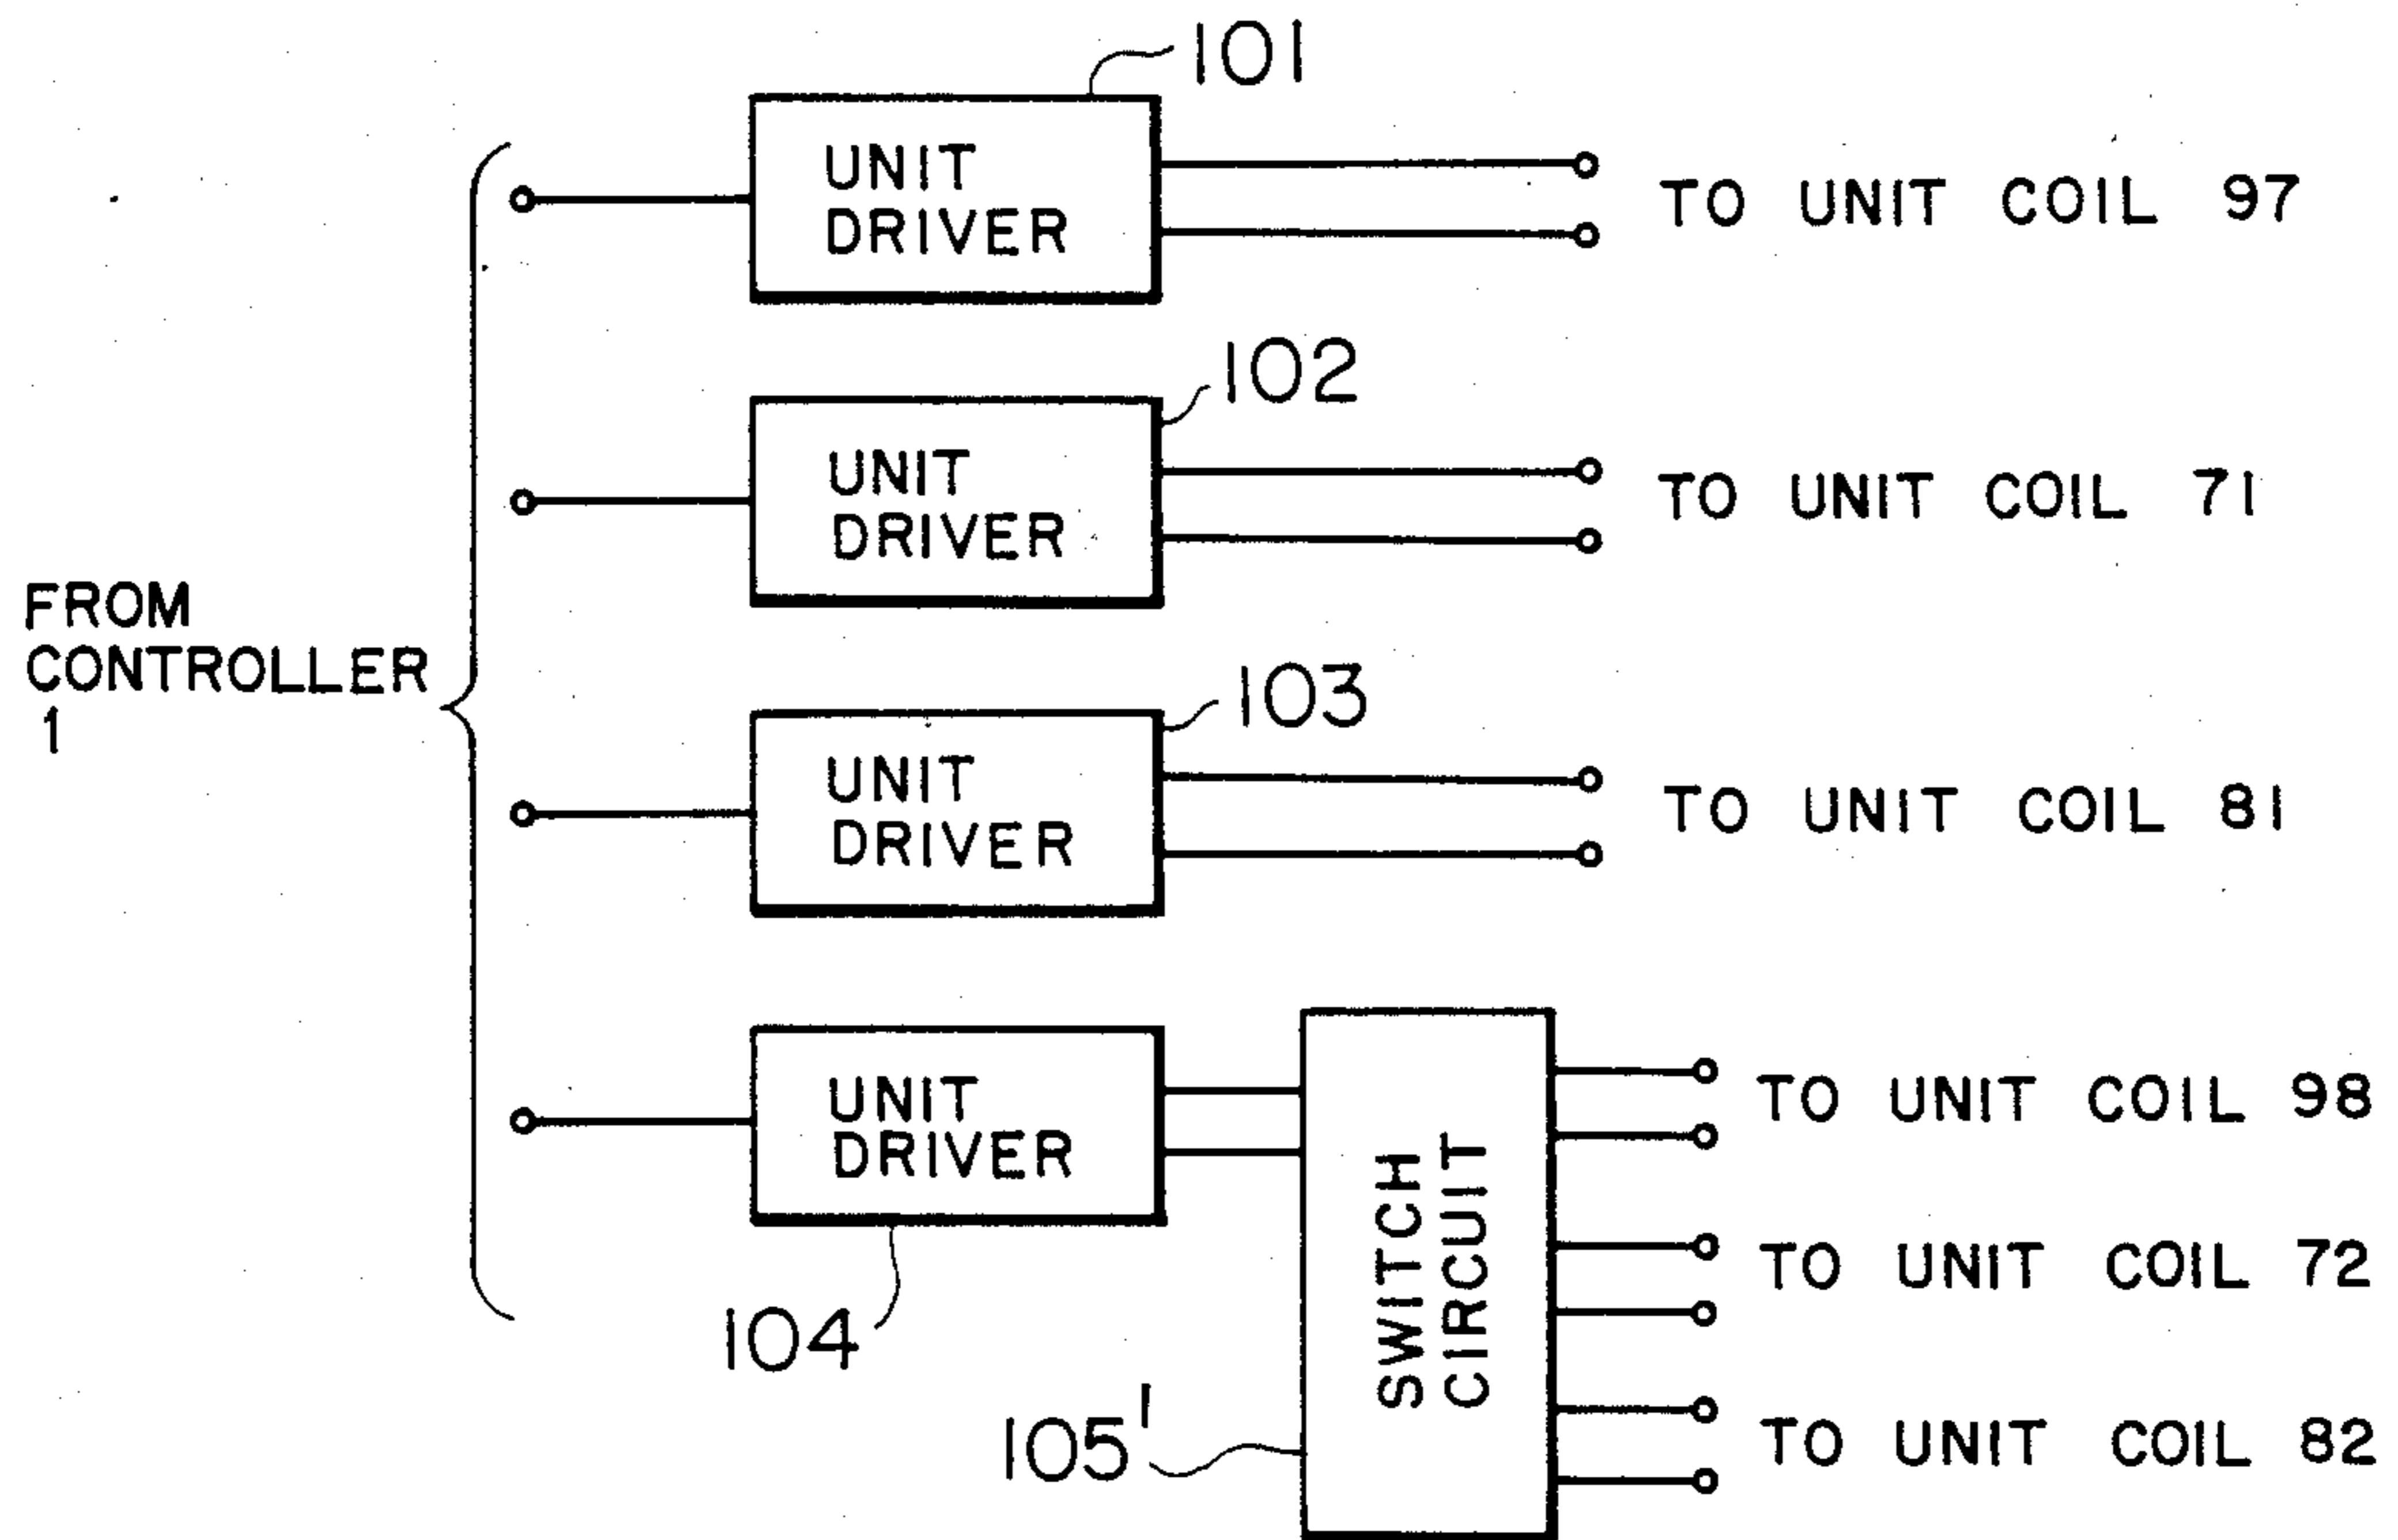 101
UNIT
DRIVER
TO UNIT COIL 97
102
UNIT
DRIVER
TO UNIT COIL 71
FROM
CONTROLLER
1
103
UNIT
DRIVER
TO UNIT COIL 81
UNIT
DRIVER
104
SWITCH
CIRCUIT
105'
TO UNIT COIL 98
TO UNIT COIL 72
TO UNIT COIL 82